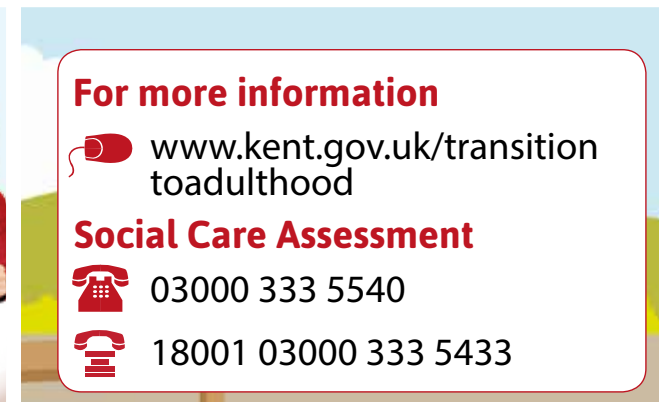 For more information
www.kent.gov.uk/transition
toadulthood
Social Care Assessment
03000 333 5540
18001 03000 333 5433